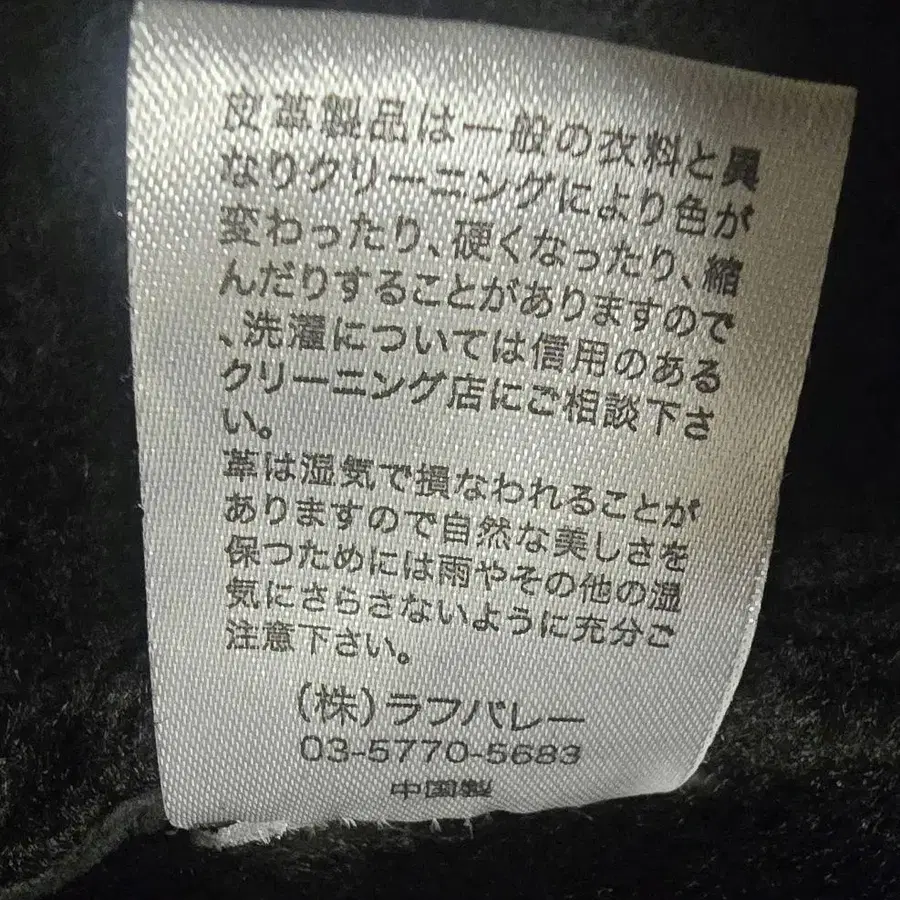 皮革製品は一般の衣料と異
なりクリーニングにより色が
変わったり、硬くなったり、縮
んだりすることがありますので
、洗濯については信用のある
クリーニング店にご相談下さ
い。
革は湿気で損なわれることが
ありますので自然な美しさを
保つためには雨やその他の湿
気にさらさないように充分ご
注意下さい。
(株)ラフバレー
03-5770-5683
中国製